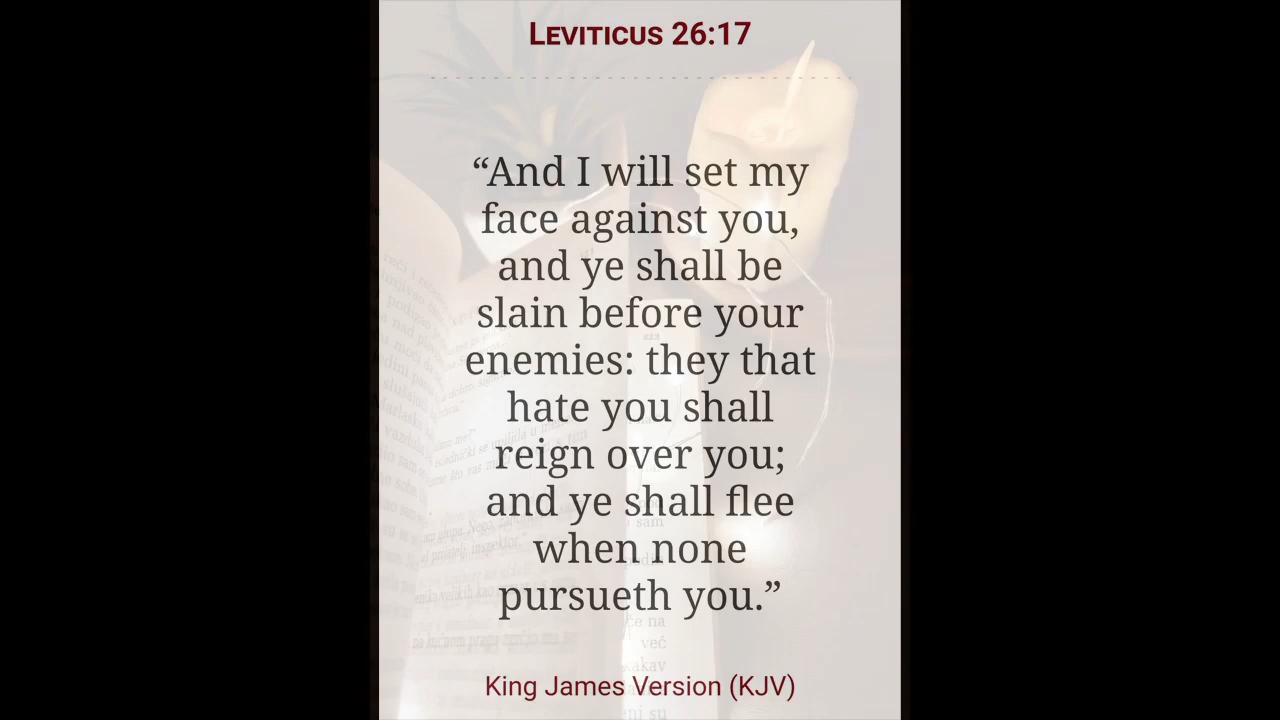 Leviticus 26:17
“And I will set my
face against you,
and ye shall be
slain before your
enemies: they that
hate you shall
reign over you;
and ye shall flee
when none
pursueth you.”
King James Version (KJV)